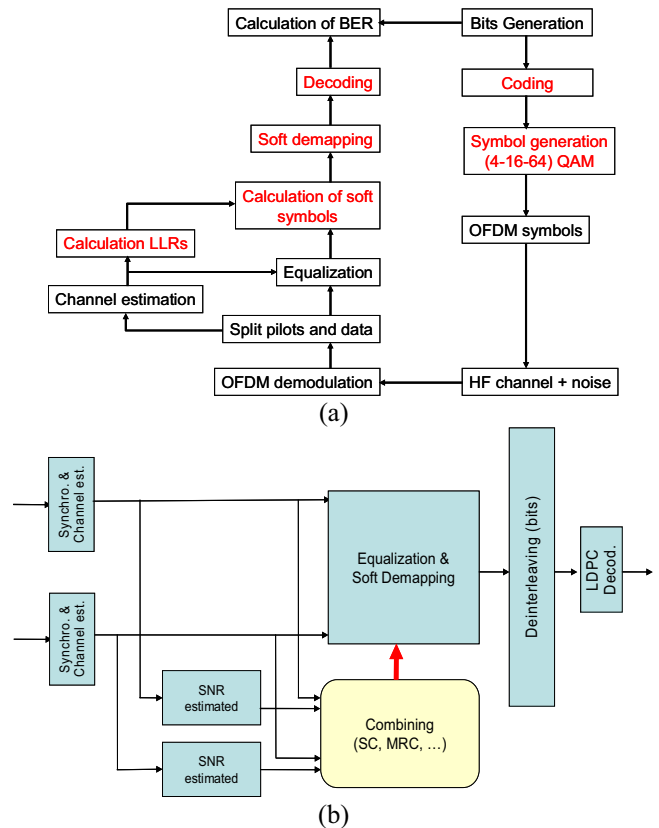 Calculation of BER
Bits Generation
Decoding
Coding
Soft demapping
Symbol generation
(4-16-64) QAM
Calculation of soft
symbols
Calculation LLRs
OFDM symbols
Equalization
Channel estimation
Split pilots and data
OFDM demodulation
HF channel + noise
(a)
Synchro. &
Channel est.
Synchro. &
Channel est.
Equalization &
Soft Demapping
Deinterleaving (bits)
LDPC
Decod.
SNR
estimated
SNR
estimated
Combining
(SC, MRC, ...)
(b)